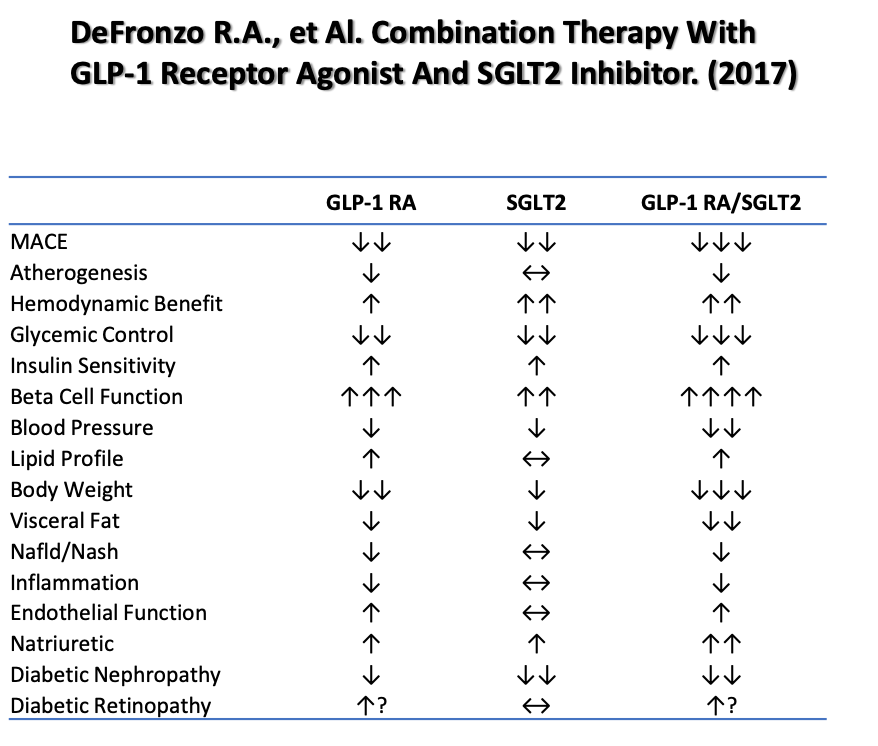 DeFronzo R.A., et Al. Combination Therapy With
GLP-1 Receptor Agonist And SGLT2 Inhibitor. (2017)
GLP-1 RA SGLT2 GLP-1 RA/SGLT2
MACE ↓↓ ↓↓ ↓↓↓
Atherogenesis ↓ ↔ ↓
Hemodynamic Benefit ↑ ↑↑ ↑↑
Glycemic Control ↓↓ ↓↓ ↓↓↓
Insulin Sensitivity ↑ ↑ ↑
Beta Cell Function ↑↑↑ ↑↑ ↑↑↑↑
Blood Pressure ↓ ↓ ↓↓
Lipid Profile ↑ ↔ ↑
Body Weight ↓↓ ↓ ↓↓↓
Visceral Fat ↓ ↓ ↓↓
Nafld/Nash ↓ ↔ ↓
Inflammation ↓ ↔ ↓
Endothelial Function ↑ ↔ ↑
Natriuretic ↑ ↑ ↑↑
Diabetic Nephropathy ↓ ↓↓ ↓↓
Diabetic Retinopathy ↑? ↔ ↑?